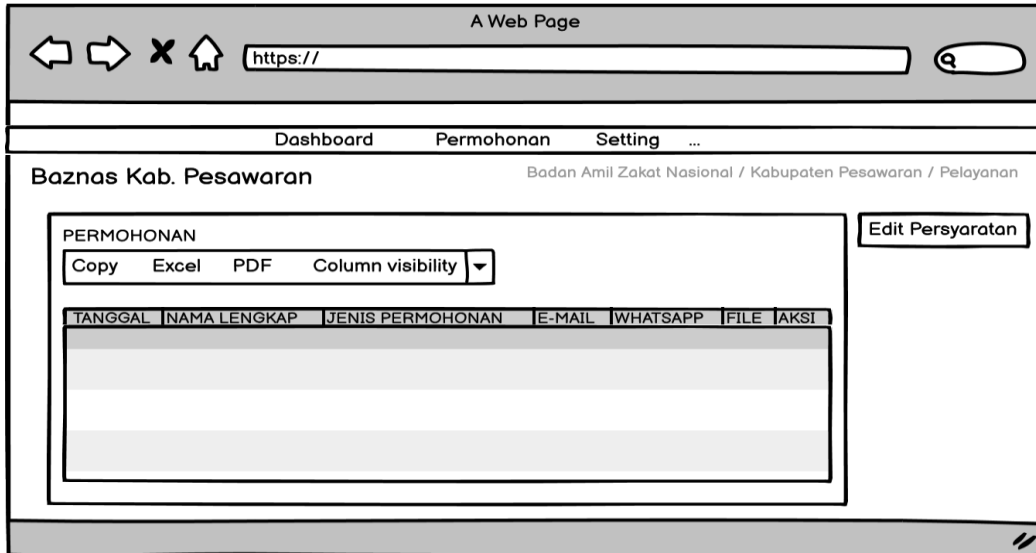 A Web Page
https://
Dashboard Permohonan Setting ...
Baznas Kab. Pesawaran
Badan Amil Zakat Nasional / Kabupaten Pesawaran / Pelayanan
PERMOHONAN
Edit Persyaratan
Copy Excel PDF Column visibility
TANGGAL NAMA LENGKAP JENIS PERMOHONAN E-MAIL WHATSAPP FILE AKSI